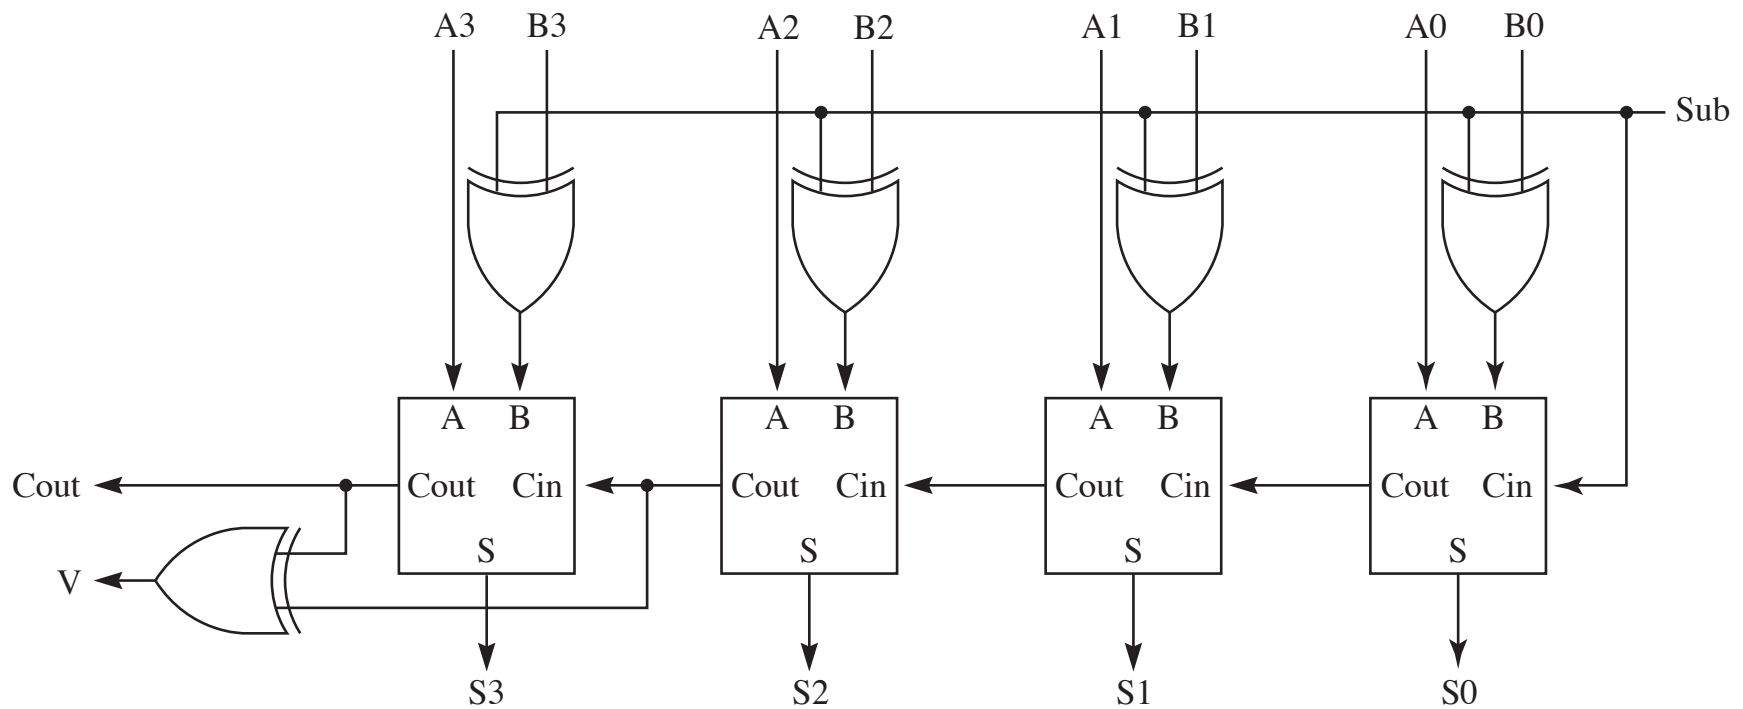 A3 B3 A2 B2 A1 B1 A0 B0
Sub
A B A B A B A B
Cout Cout Cin Cout Cin Cout Cin Cout Cin
S S S S
V
S3 S2 S1 S0